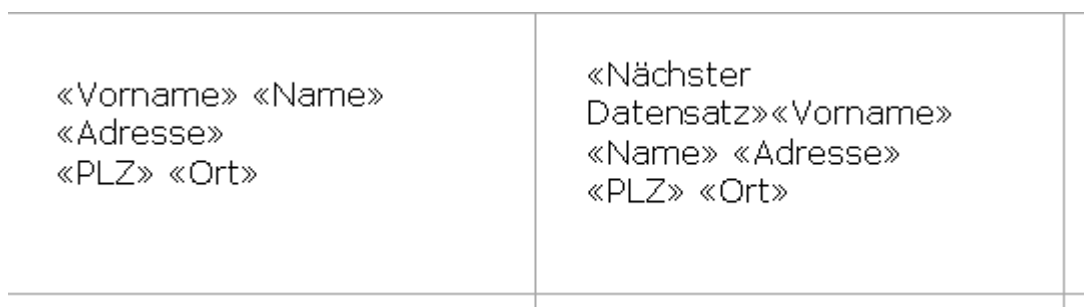 «Vorname» «Name»
«Adresse»
«PLZ» «Ort»
«Nächster
Datensatz»«Vorname»
«Name» «Adresse»
«PLZ» «Ort»